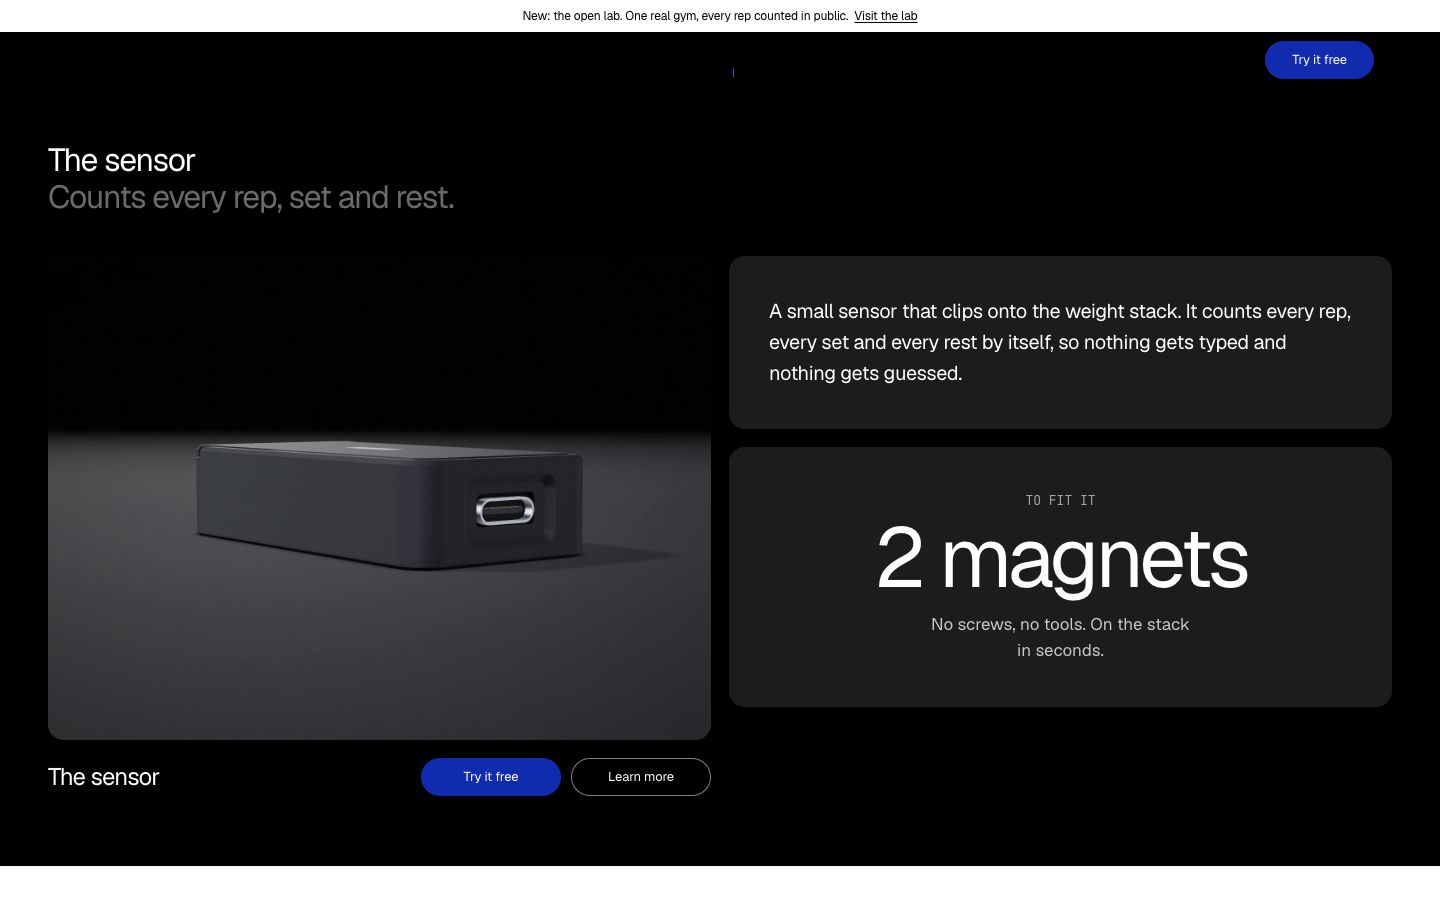 New: the open lab. One real gym, every rep counted in public. Visit the lab
Try it free
The sensor
Counts every rep, set and rest.
A small sensor that clips onto the weight stack. It counts every rep,
every set and every rest by itself, so nothing gets typed and
nothing gets guessed.
TO FIT IT
2 magnets
No screws, no tools. On the stack
in seconds.
The sensor
Try it free
Learn more